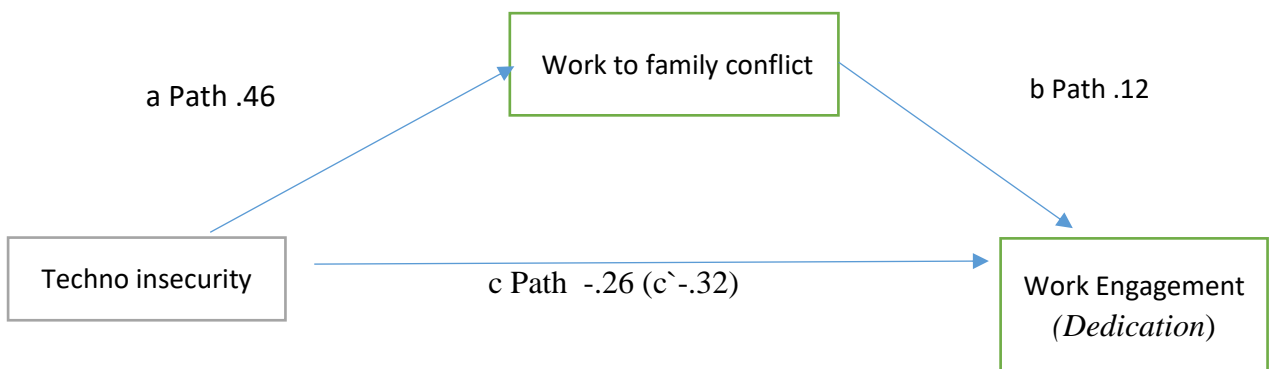 Work to family conflict
a Path .46
b Path .12
Techno insecurity
c Path -.26 (c`-.32)
Work Engagement
(Dedication)